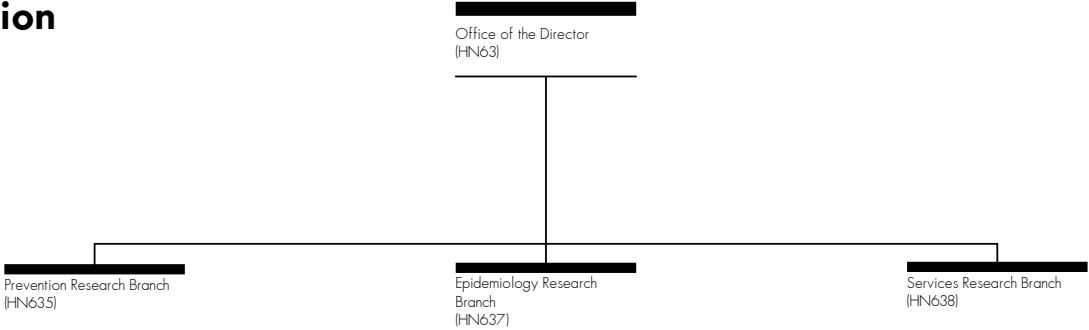 ion
Office of the Director
(HN63)
Prevention Research Branch
(HN635)
Epidemiology Research
Branch
(HN637)
Services Research Branch
(HN638)